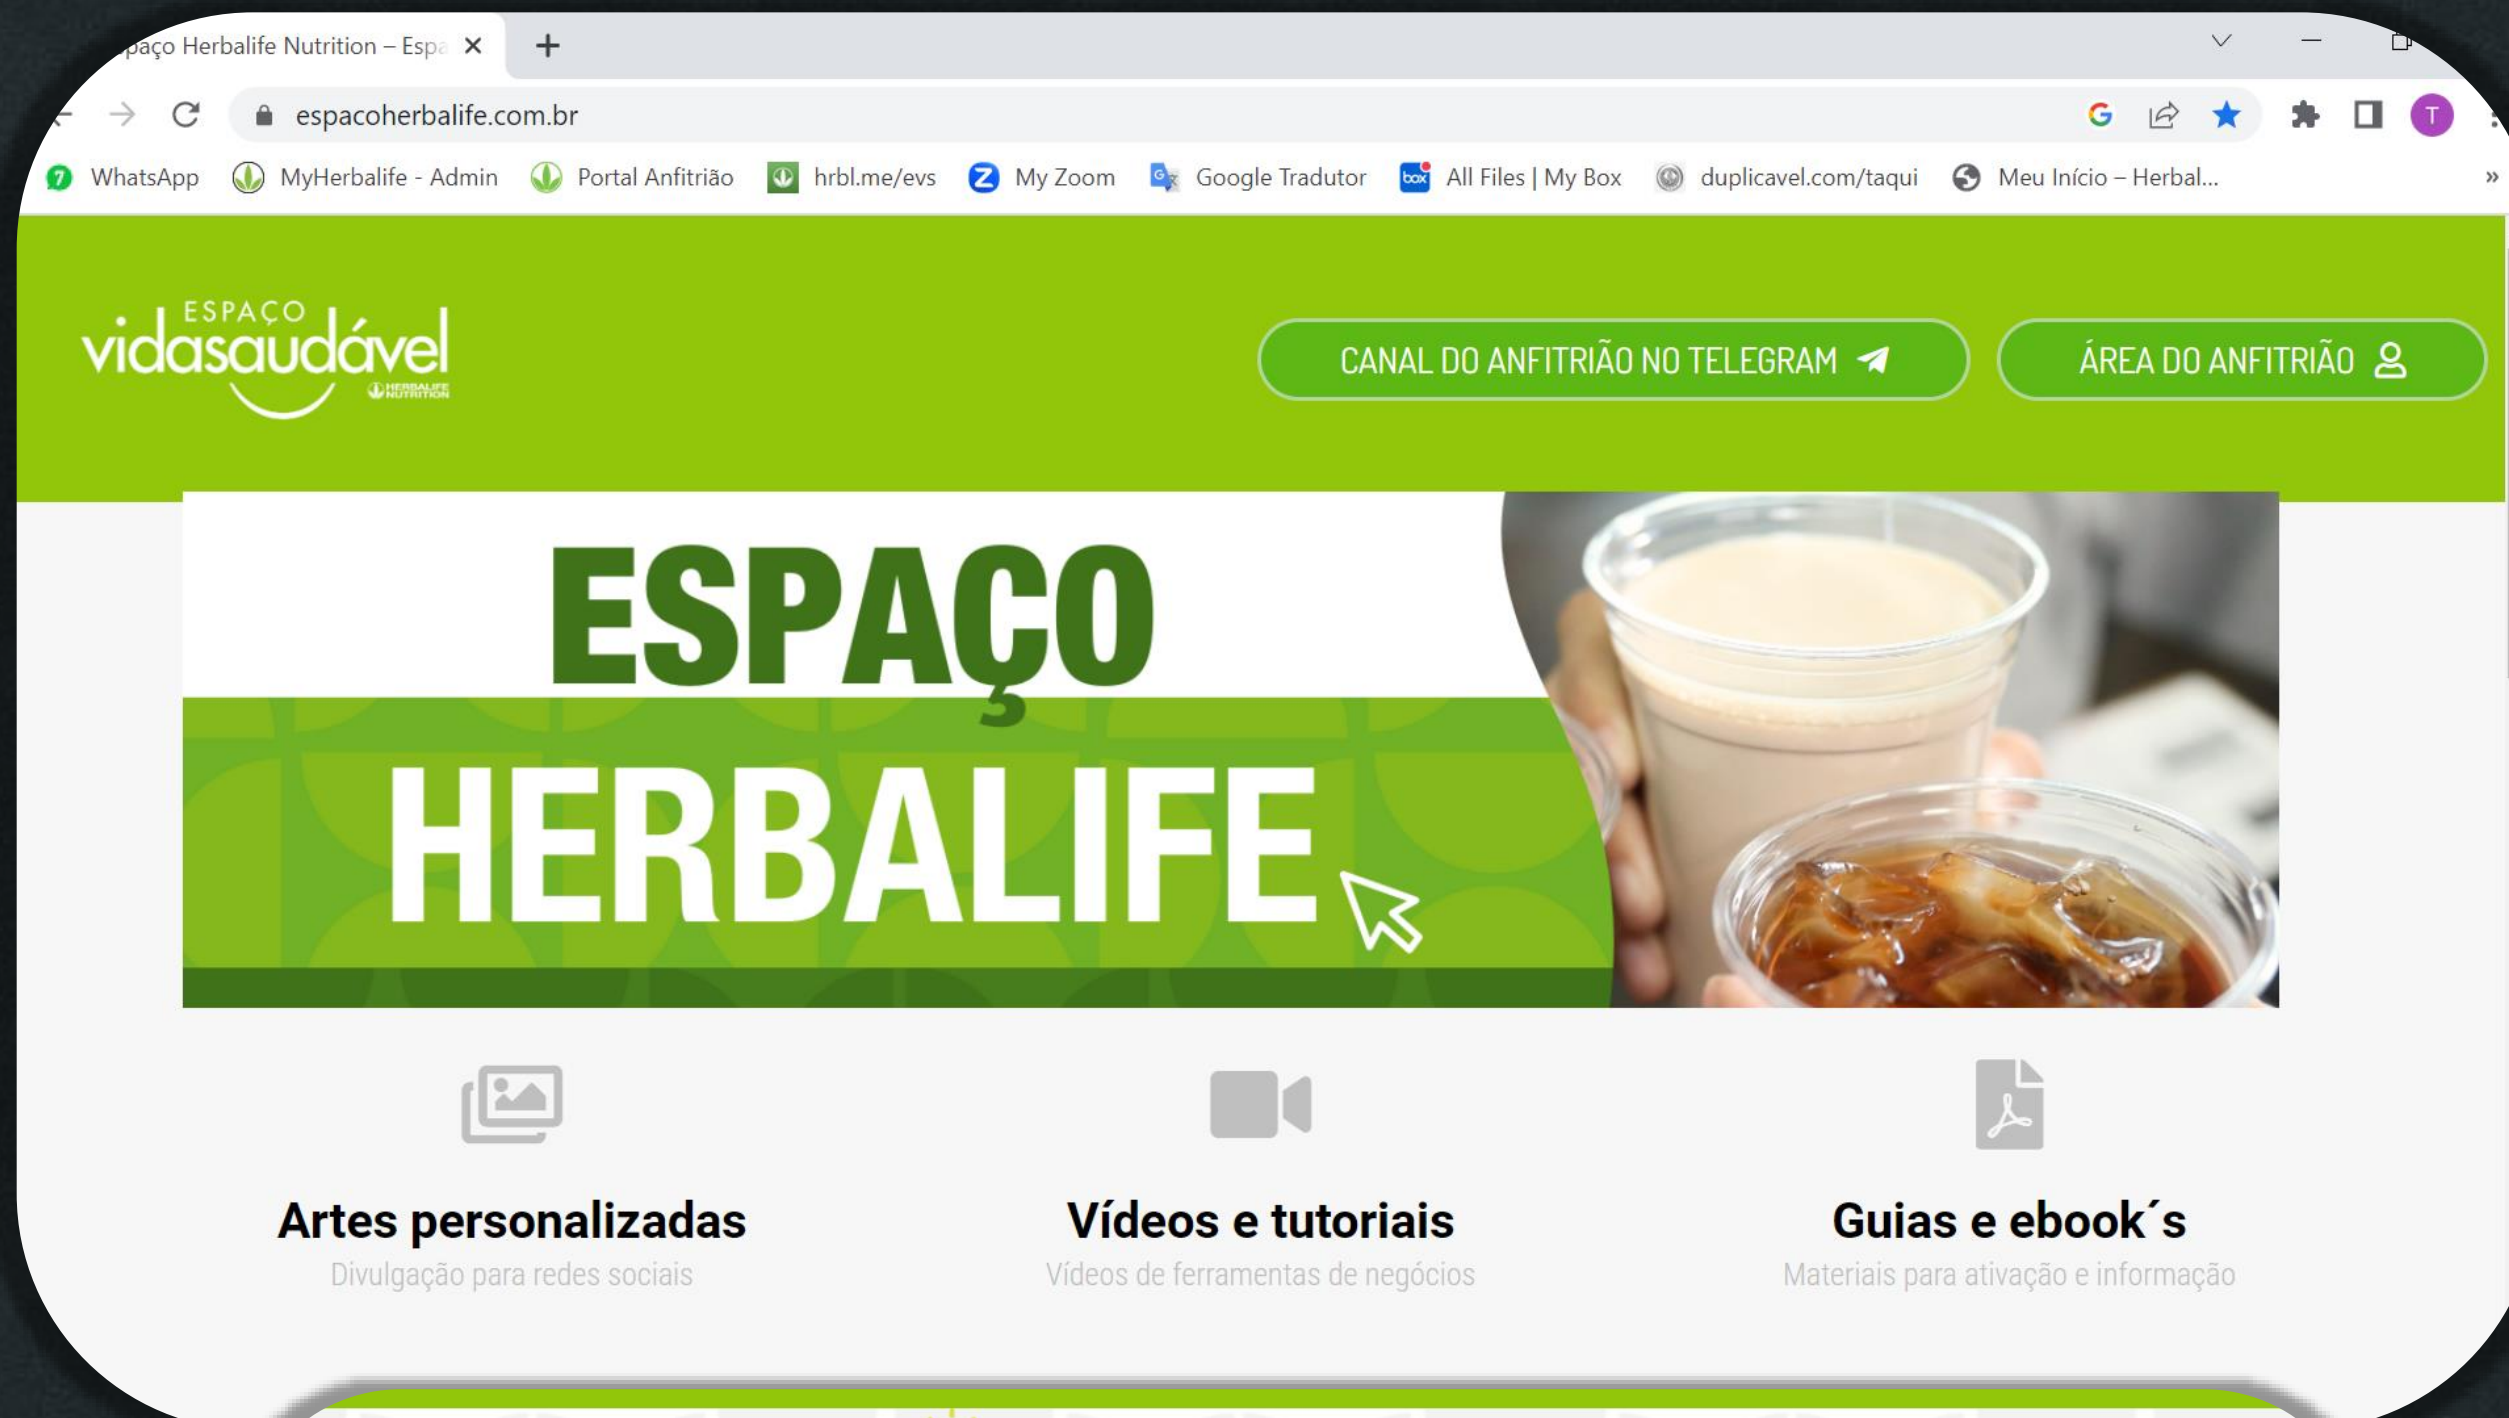 paço Herbalife Nutrition – Espa
espacoherbalife.com.br
WhatsApp MyHerbalife - Admin Portal Anfitrião hrbl.me/evs My Zoom Google Tradutor All Files | My Box duplicavel.com/taqui Meu Início – Herbal...
ESPAÇO
vidasaudável
HERBALIFE
NUTRITION
CANAL DO ANFITRIÃO NO TELEGRAM
ÁREA DO ANFITRIÃO
ESPAÇO
HERBALIFE
Artes personalizadas
Divulgação para redes sociais
Vídeos e tutoriais
Vídeos de ferramentas de negócios
Guias e ebook´s
Materiais para ativação e informação